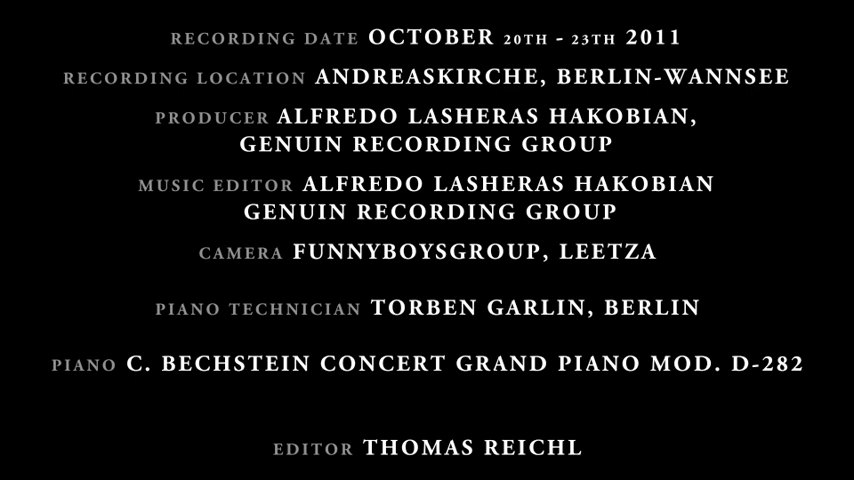 RECORDING DATE OCTOBER 20TH - 23TH 2011
RECORDING LOCATION ANDREASKIRCHE, BERLIN-WANNSEE
PRODUCER ALFREDO LASHERAS HAKOBIAN,
GENUIN RECORDING GROUP
MUSIC EDITOR ALFREDO LASHERAS HAKOBIAN
GENUIN RECORDING GROUP
CAMERA FUNNYBOYSGROUP, LEETZA
PIANO TECHNICIAN TORBEN GARLIN, BERLIN
PIANO C. BECHSTEIN CONCERT GRAND PIANO MOD. D-282
EDITOR THOMAS REICHL